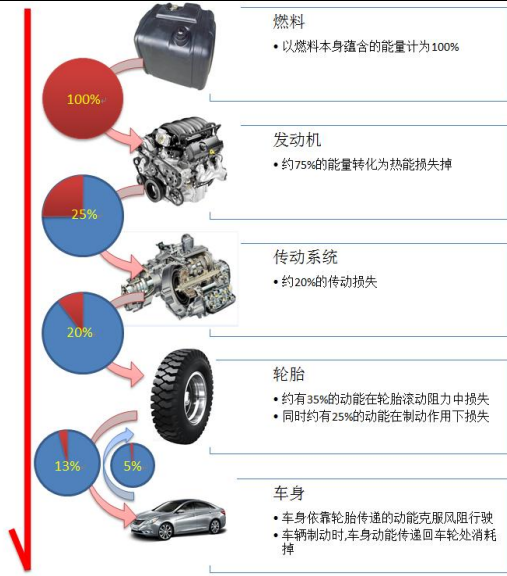 燃料
• 以燃料本身蕴含的能量计为100%
100%
发动机
• 约75%的能量转化为热能损失掉
25%
传动系统
• 约20%的传动损失
20%
轮胎
• 约有35%的动能在轮胎滚动阻力中损失
• 同时约有25%的动能在制动作用下损失
13%
5%
车身
• 车身依靠轮胎传递的动能克服风阻行驶
• 车辆制动时,车身动能传递回车轮处消耗
掉